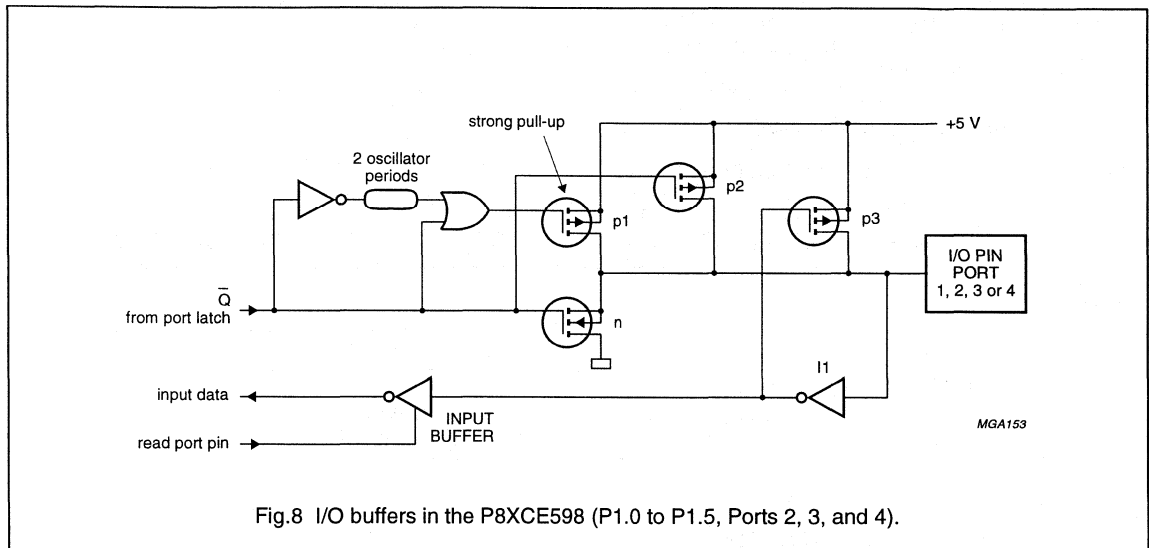 strong pull-up
+5 V
2 oscillator
periods
p2
p1
p3
I/O PIN
PORT
1, 2, 3 or 4
Q̅
from port latch
n
I1
input data
INPUT
BUFFER
read port pin
MGA153
Fig.8 I/O buffers in the P8XCE598 (P1.0 to P1.5, Ports 2, 3, and 4).